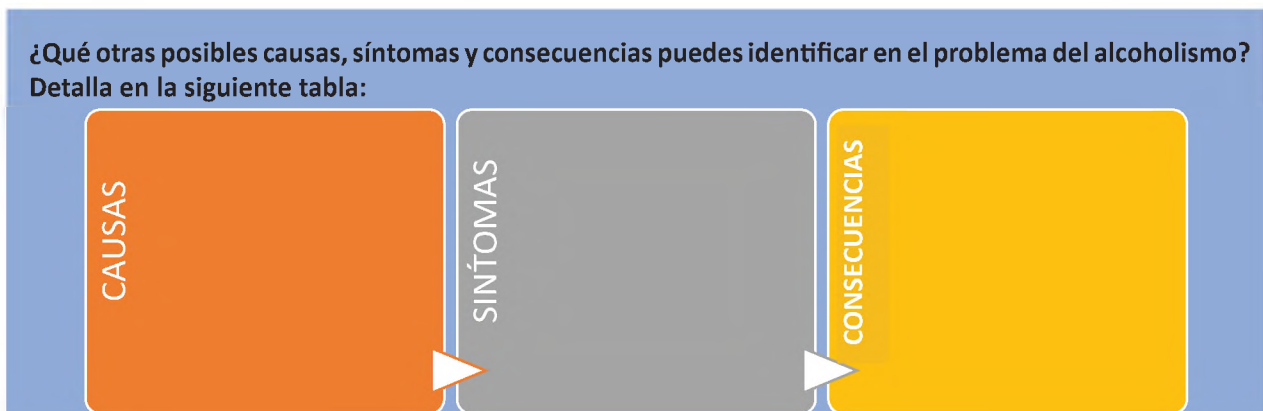 ¿Qué otras posibles causas, síntomas y consecuencias puedes identificar en el problema del alcoholismo?
Detalla en la siguiente tabla:
CAUSAS
SINTOMAS
CONSECUENCIAS